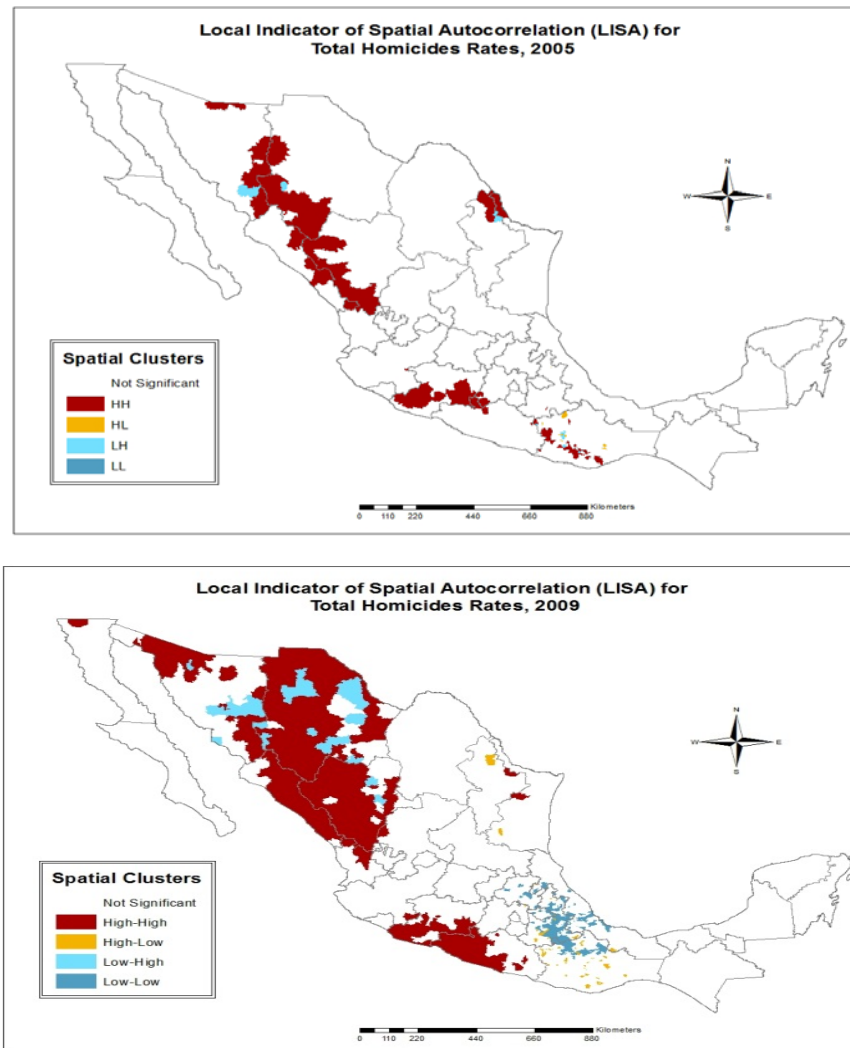 Local Indicator of Spatial Autocorrelation (LISA) for
Total Homicides Rates, 2005
N
W E
S
Spatial Clusters
Not Significant
HH
HL
LH
LL
Kilometers
0 110 220 440 660 880
Local Indicator of Spatial Autocorrelation (LISA) for
Total Homicides Rates, 2009
N
W E
S
Spatial Clusters
Not Significant
High-High
High-Low
Low-High
Low-Low
Kilometers
0 110 220 440 660 880